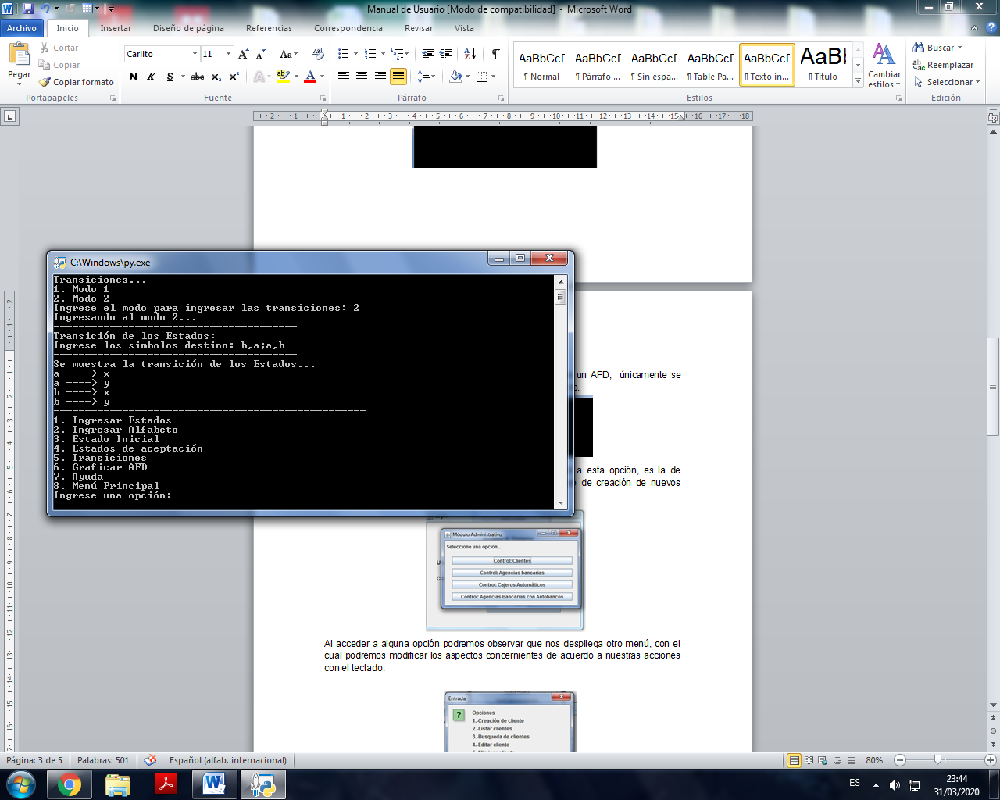 Manual de Usuario [Modo de compatibilidad] - Microsoft Word
Archivo Inicio Insertar Diseño de página Referencias Correspondencia Revisar Vista
Pegar
Cortar
Copiar
Copiar formato
Portapapeles
Carlito 11
Fuente
Párrafo
AaBbCcD AaBbCcD AaBbCcD AaBbCcD AaBbCcD AaBl
¶ Normal ¶ Párrafo ... ¶ Sin espa... ¶ Table Pa... ¶ Texto in... ¶ Título
Cambiar estilos
Estilos
Buscar
Reemplazar
Seleccionar
Edición
C:\Windows\py.exe
Transiciones...
1. Modo 1
2. Modo 2
Ingrese el modo para ingresar las transiciones: 2
Ingresando al modo 2...
---------------------------------------
Transición de los Estados:
Ingrese los simbolos destino: b,a;a,b
---------------------------------------
Se muestra la transición de los Estados...
a ----> x
a ----> y
b ----> x
b ----> y
--------------------------------------------------
1. Ingresar Estados
2. Ingresar Alfabeto
3. Estado Inicial
4. Estados de aceptación
5. Transiciones
6. Graficar AFD
7. Ayuda
8. Menú Principal
Ingrese una opción:
un AFD, únicamente se
a esta opción, es la de
de creación de nuevos
Módulo Administrativo
Seleccione una opción...
Control: Clientes
Control: Agencias bancarias
Control: Cajeros Automáticos
Control: Agencias Bancarias con Autobancos
Al acceder a alguna opción podremos observar que nos despliega otro menú, con el
cual podremos modificar los aspectos concernientes de acuerdo a nuestras acciones
con el teclado:
Entrada
Opciones
1.-Creación de cliente
2.-Listar clientes
3.-Busqueda de clientes
4.-Editar cliente
Página: 3 de 5 Palabras: 501 Español (alfab. internacional) 80%
ES 23:44
31/03/2020